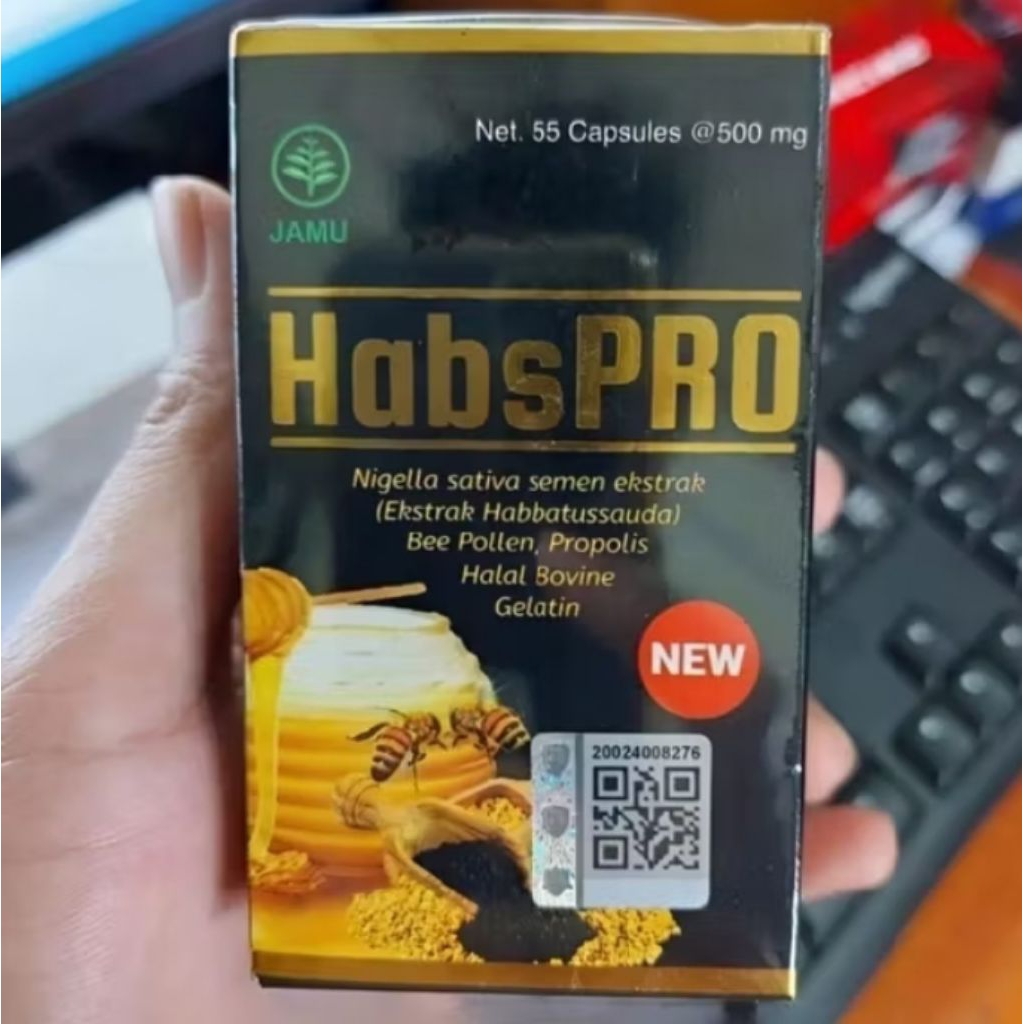 Net. 55 Capsules @500 mg
JAMU
HabsPRO
Nigella sativa semen ekstrak
(Ekstrak Habbatussauda)
Bee Pollen, Propolis
Halal Bovine
Gelatin
NEW
20024008276